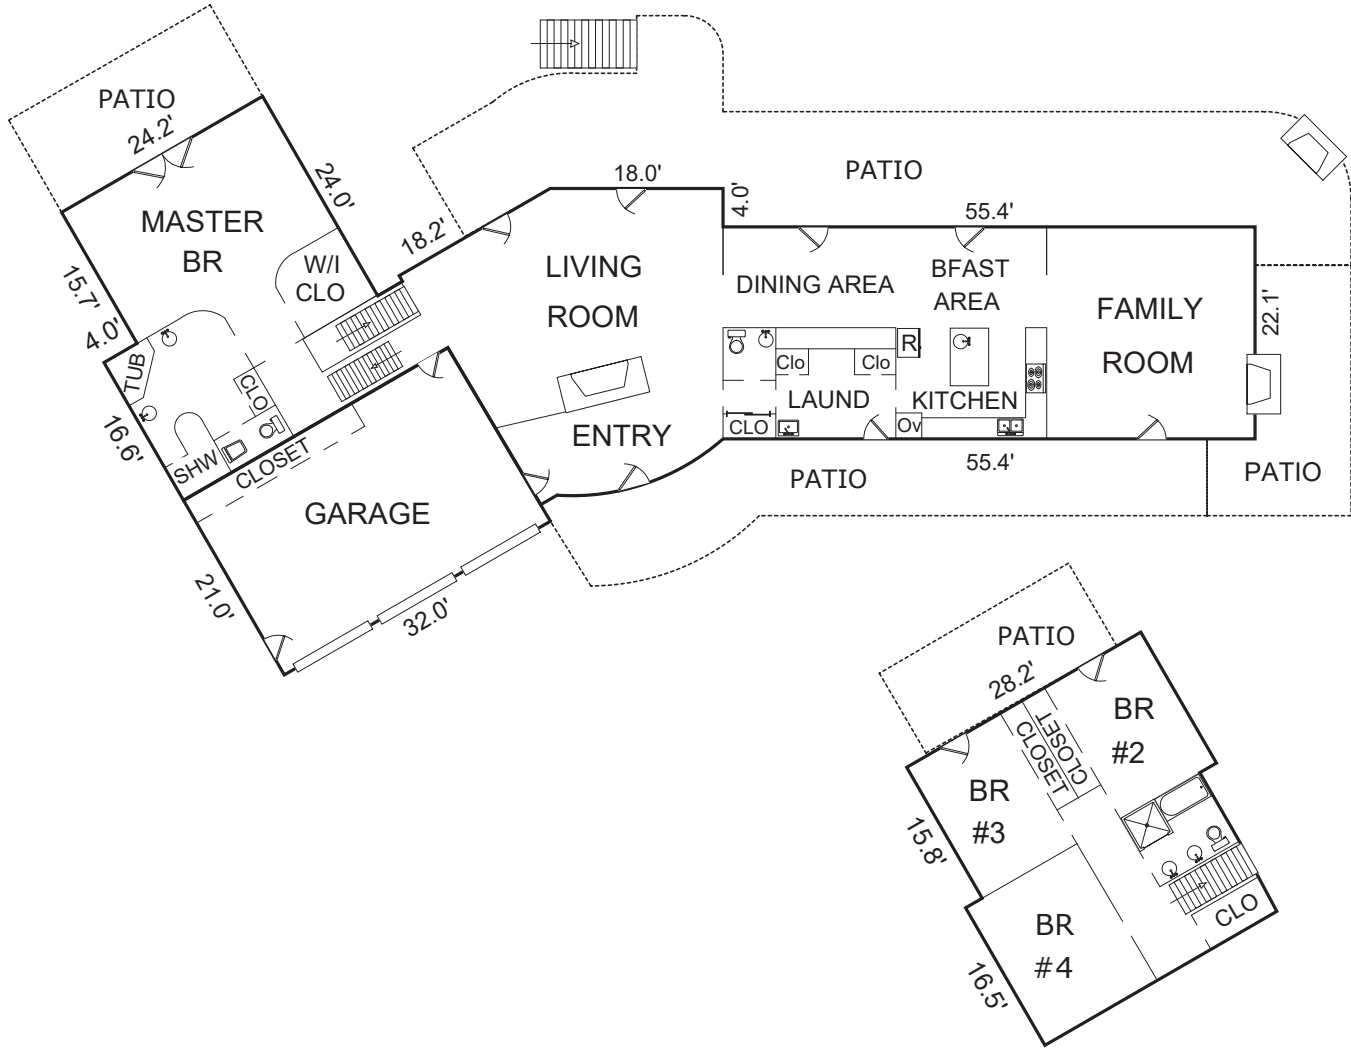 PATIO
24.2'
24.0'
MASTER
BR
W/I
CLO
15.7'
4.0'
TUB
CLO
16.6'
SHW
CLOSET
GARAGE
21.0'
32.0'
18.2'
18.0'
4.0'
LIVING
ROOM
ENTRY
PATIO
55.4'
DINING AREA
BFAST
AREA
FAMILY
ROOM
22.1'
R
Clo
Clo
LAUND
KITCHEN
CLO
Ov
55.4'
PATIO
PATIO
PATIO
28.2'
BR
#2
CLOSET
CLOSET
BR
#3
15.8'
BR
#4
16.5'
CLO